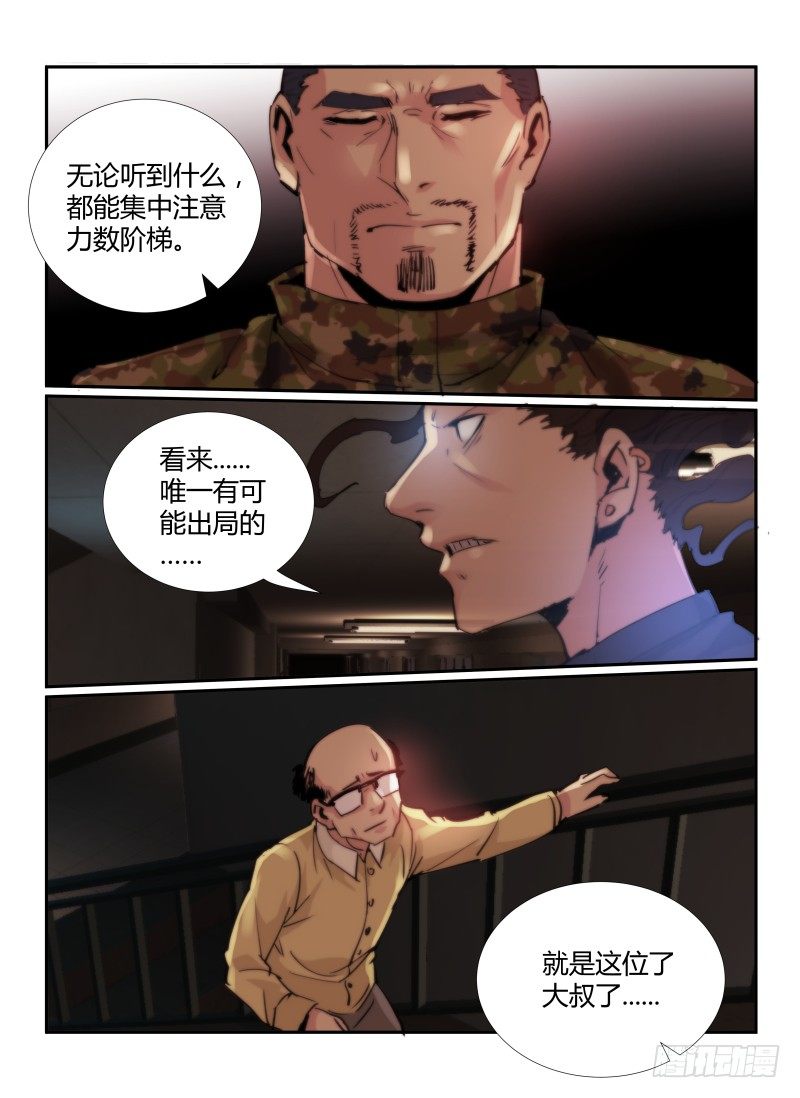 无论听到什么，
都能集中注意
力数阶梯。
看来……
唯一有可
能出局的
……
就是这位了
大叔了……
腾讯动漫